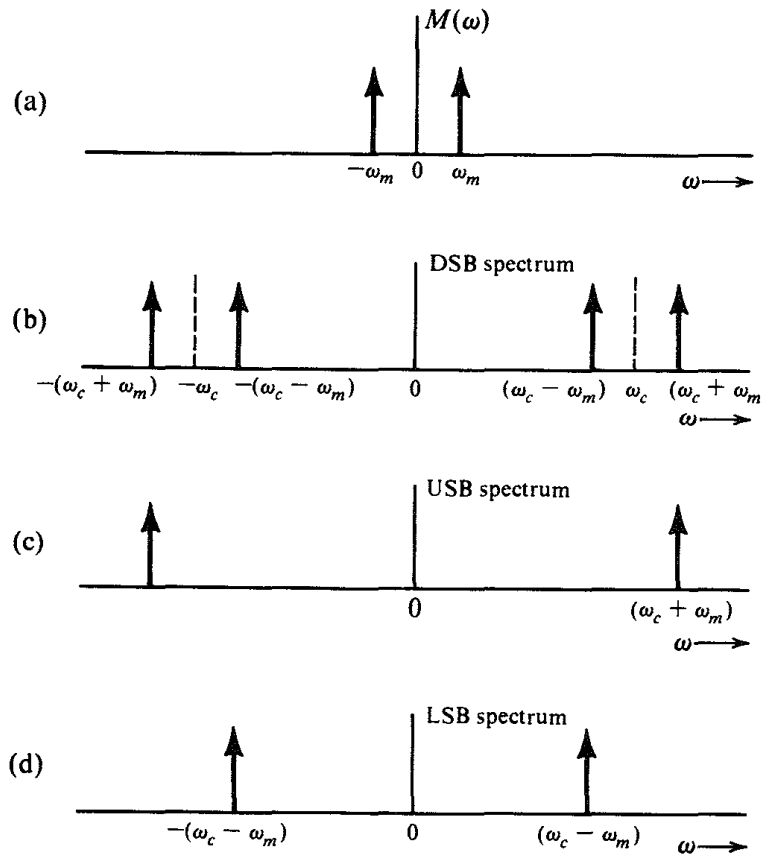 M(ω)
(a)
−ω_m 0 ω_m
ω
DSB spectrum
(b)
−(ω_c + ω_m) −ω_c −(ω_c − ω_m) 0 (ω_c − ω_m) ω_c (ω_c + ω_m
ω
USB spectrum
(c)
0 (ω_c + ω_m)
ω
LSB spectrum
(d)
−(ω_c − ω_m) 0 (ω_c − ω_m)
ω